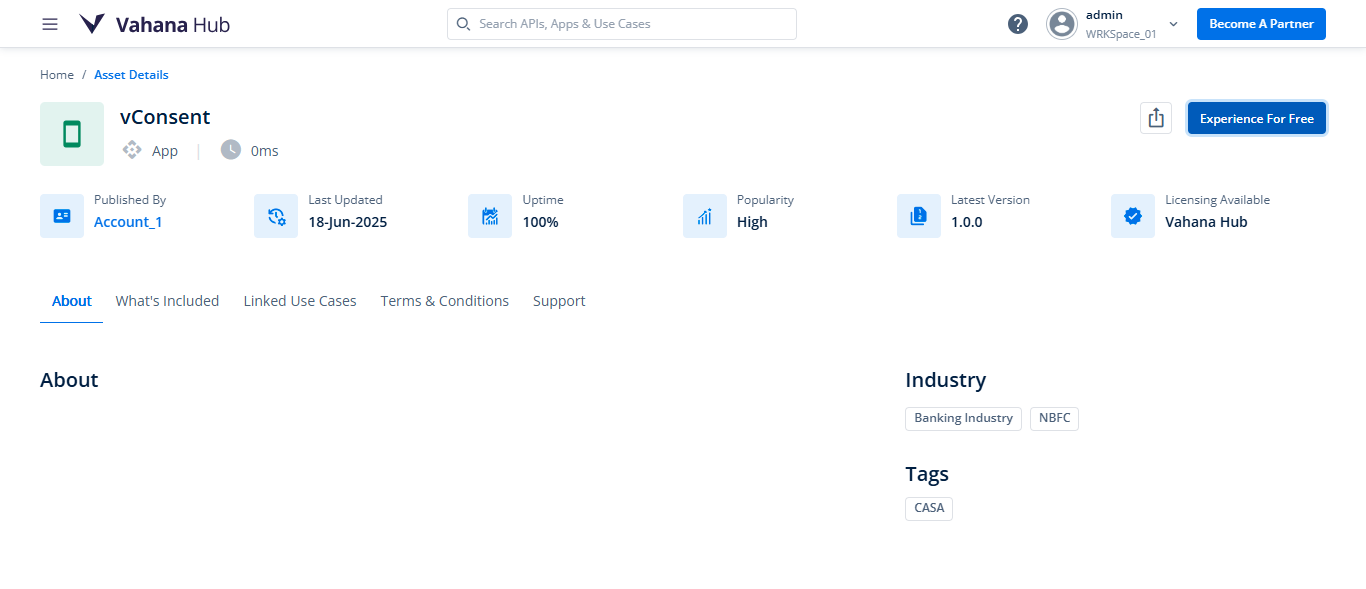 Vahana Hub
Search APIs, Apps & Use Cases
?
admin
WRKSpace_01
Become A Partner
Home / Asset Details
vConsent
App | 0ms
Experience For Free
Published By
Account_1
Last Updated
18-Jun-2025
Uptime
100%
Popularity
High
Latest Version
1.0.0
Licensing Available
Vahana Hub
About What's Included Linked Use Cases Terms & Conditions Support
About
Industry
Banking Industry NBFC
Tags
CASA